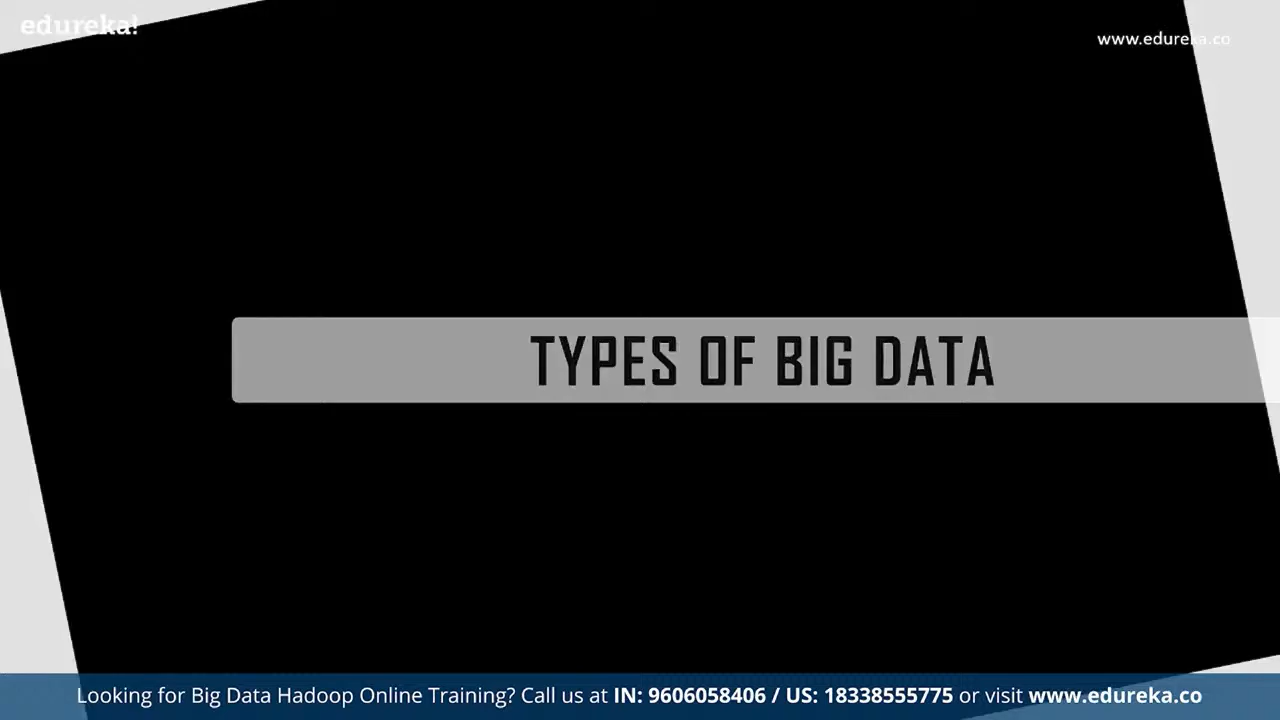 edureka!
www.edureka.co
TYPES OF BIG DATA
Looking for Big Data Hadoop Online Training? Call us at IN: 9606058406 / US: 18338555775 or visit www.edureka.co